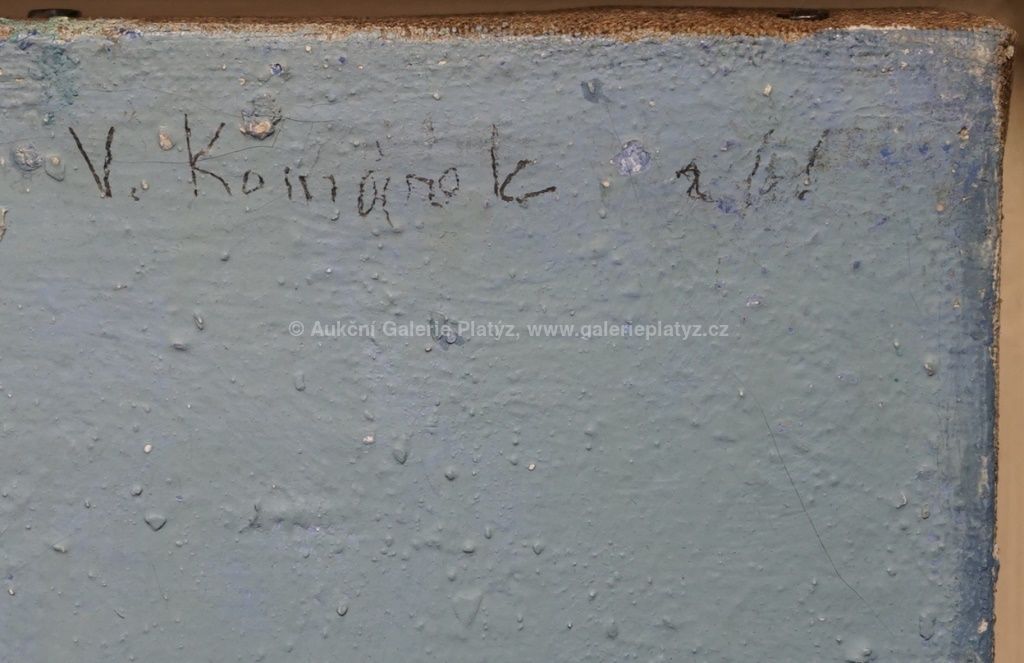 V. Komárek
© Aukční Galerie Platýz, www.galerieplatyz.cz